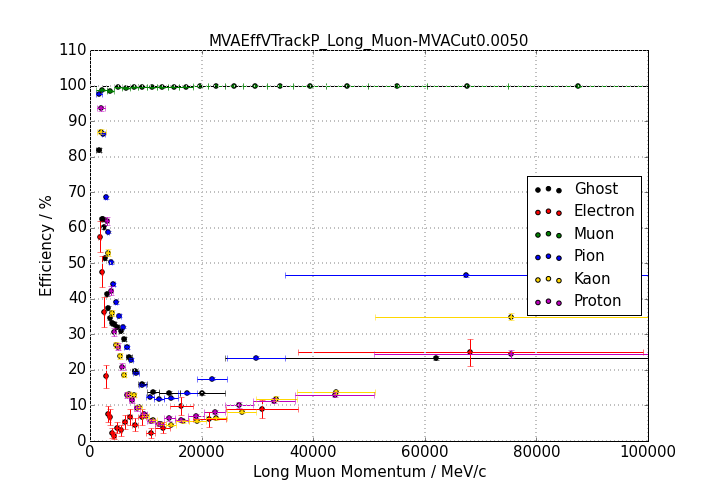 MVAEffVTrackP_Long_Muon-MVACut0.0050
110
100
90
80
70
60
50
40
30
20
10
0
Efficiency / %
Ghost
Electron
Muon
Pion
Kaon
Proton
0 20000 40000 60000 80000 100000
Long Muon Momentum / MeV/c